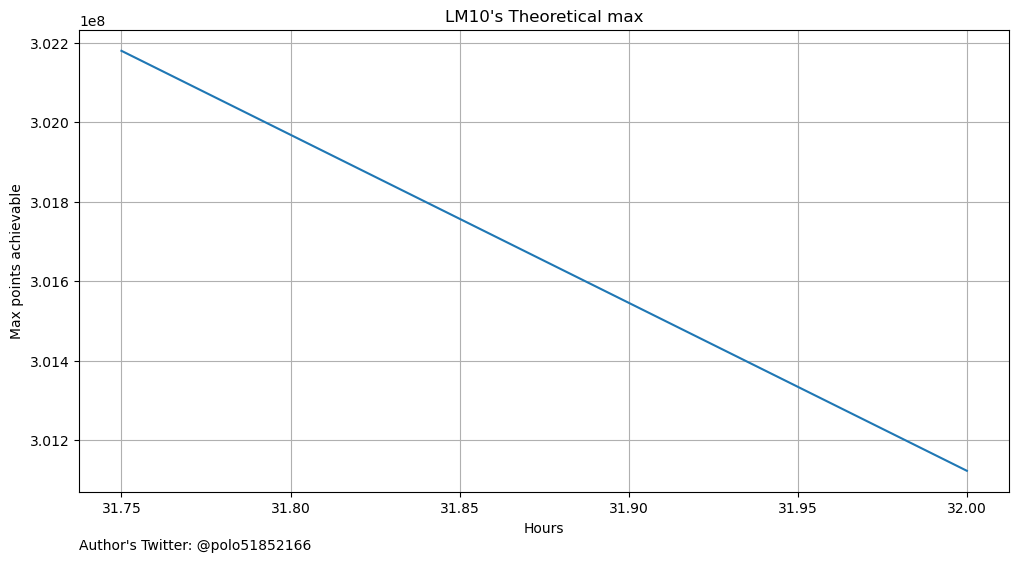 LM10's Theoretical max
1e8
3.022
3.020
3.018
3.016
3.014
3.012
Max points achievable
31.75 31.80 31.85 31.90 31.95 32.00
Hours
Author's Twitter: @polo51852166